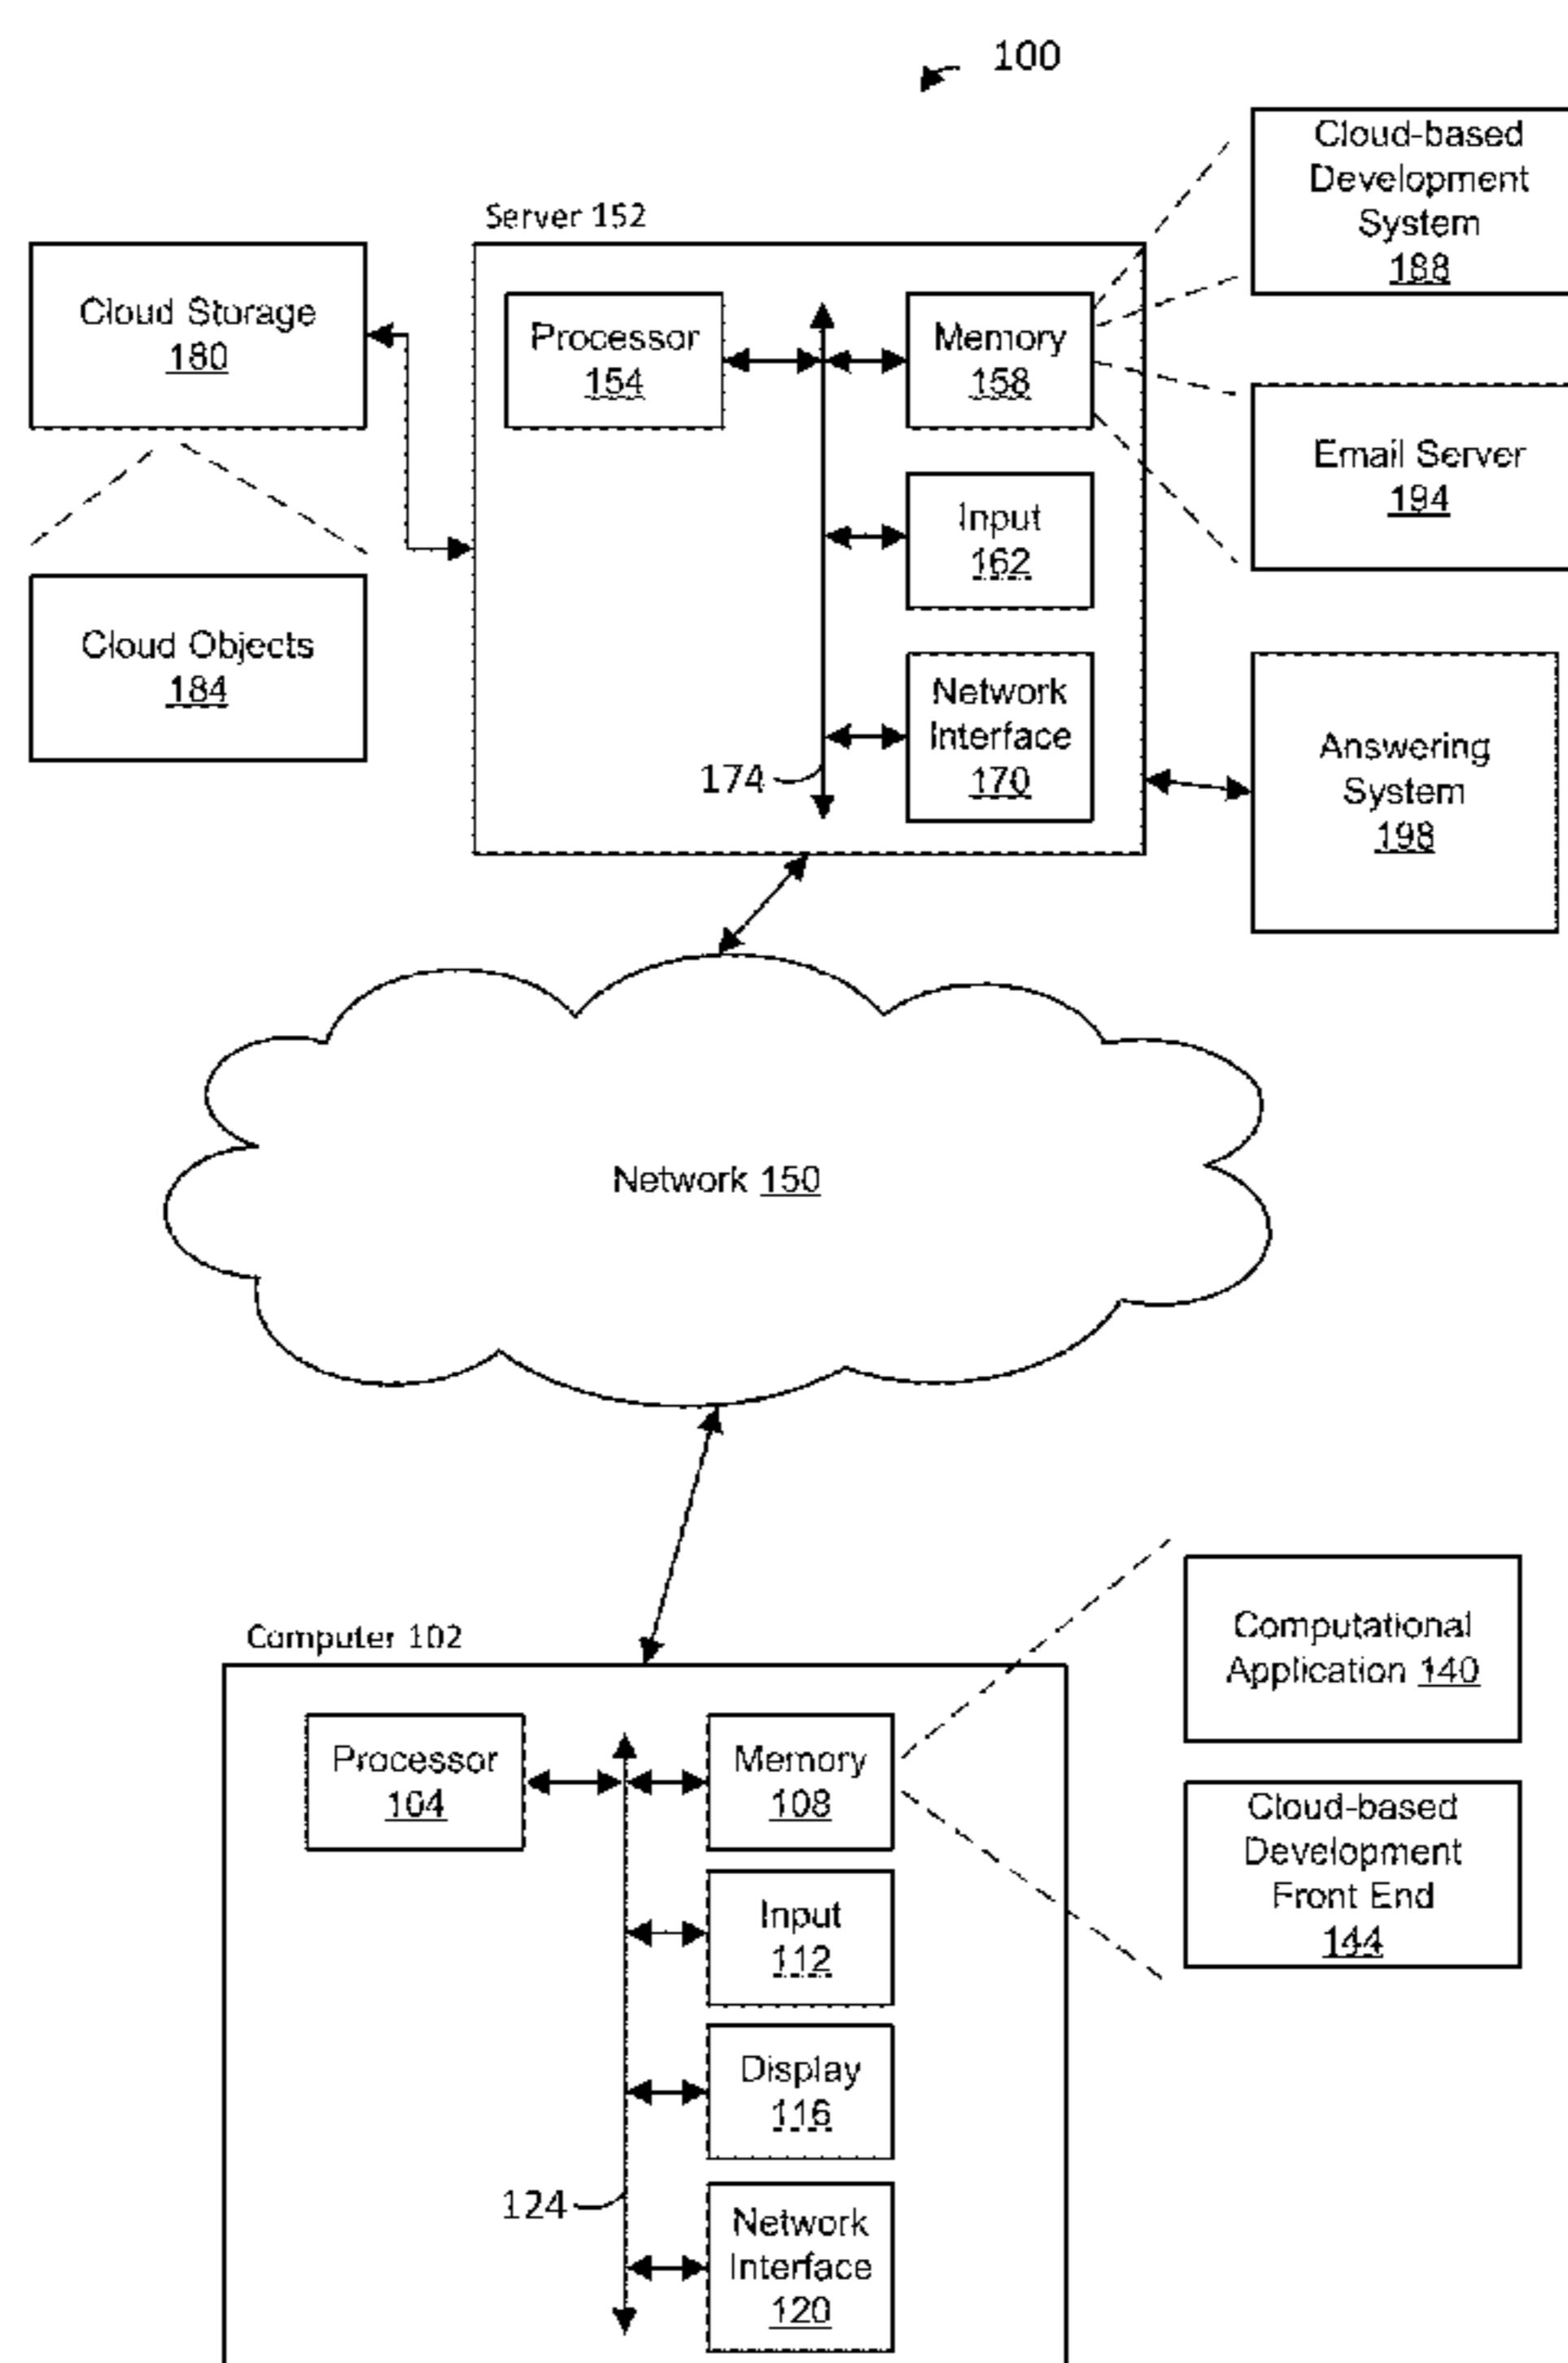 100
Cloud-based
Development
System
188
Server 152
Cloud Storage
180
Processor
154
Memory
158
Email Server
194
Input
162
Cloud Objects
184
Network
Interface
170
174
Answering
System
198
Network 150
Computer 102
Computational
Application 140
Processor
104
Memory
108
Cloud-based
Development
Front End
144
Input
112
Display
116
124
Network
Interface
120